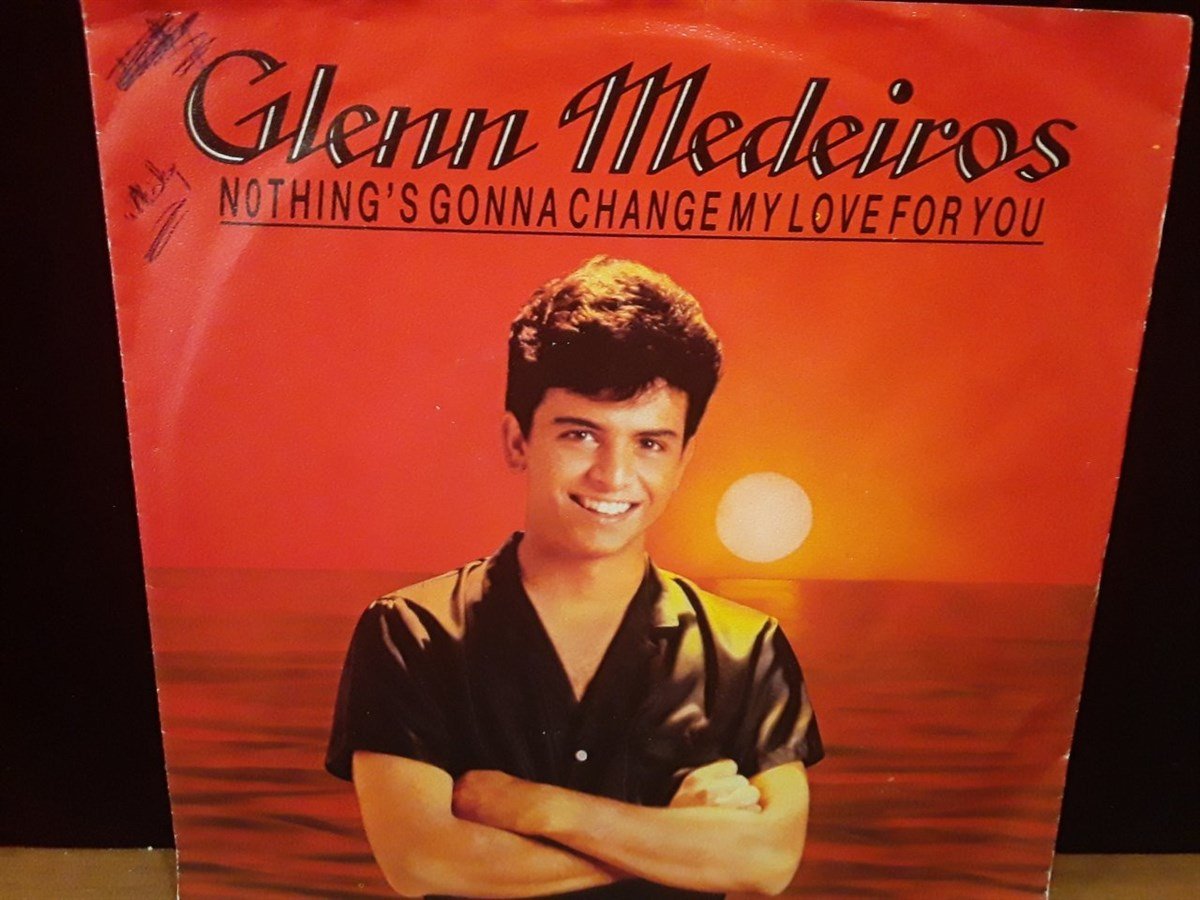 Glenn Medeiros
NOTHING'S GONNA CHANGE MY LOVE FOR YOU